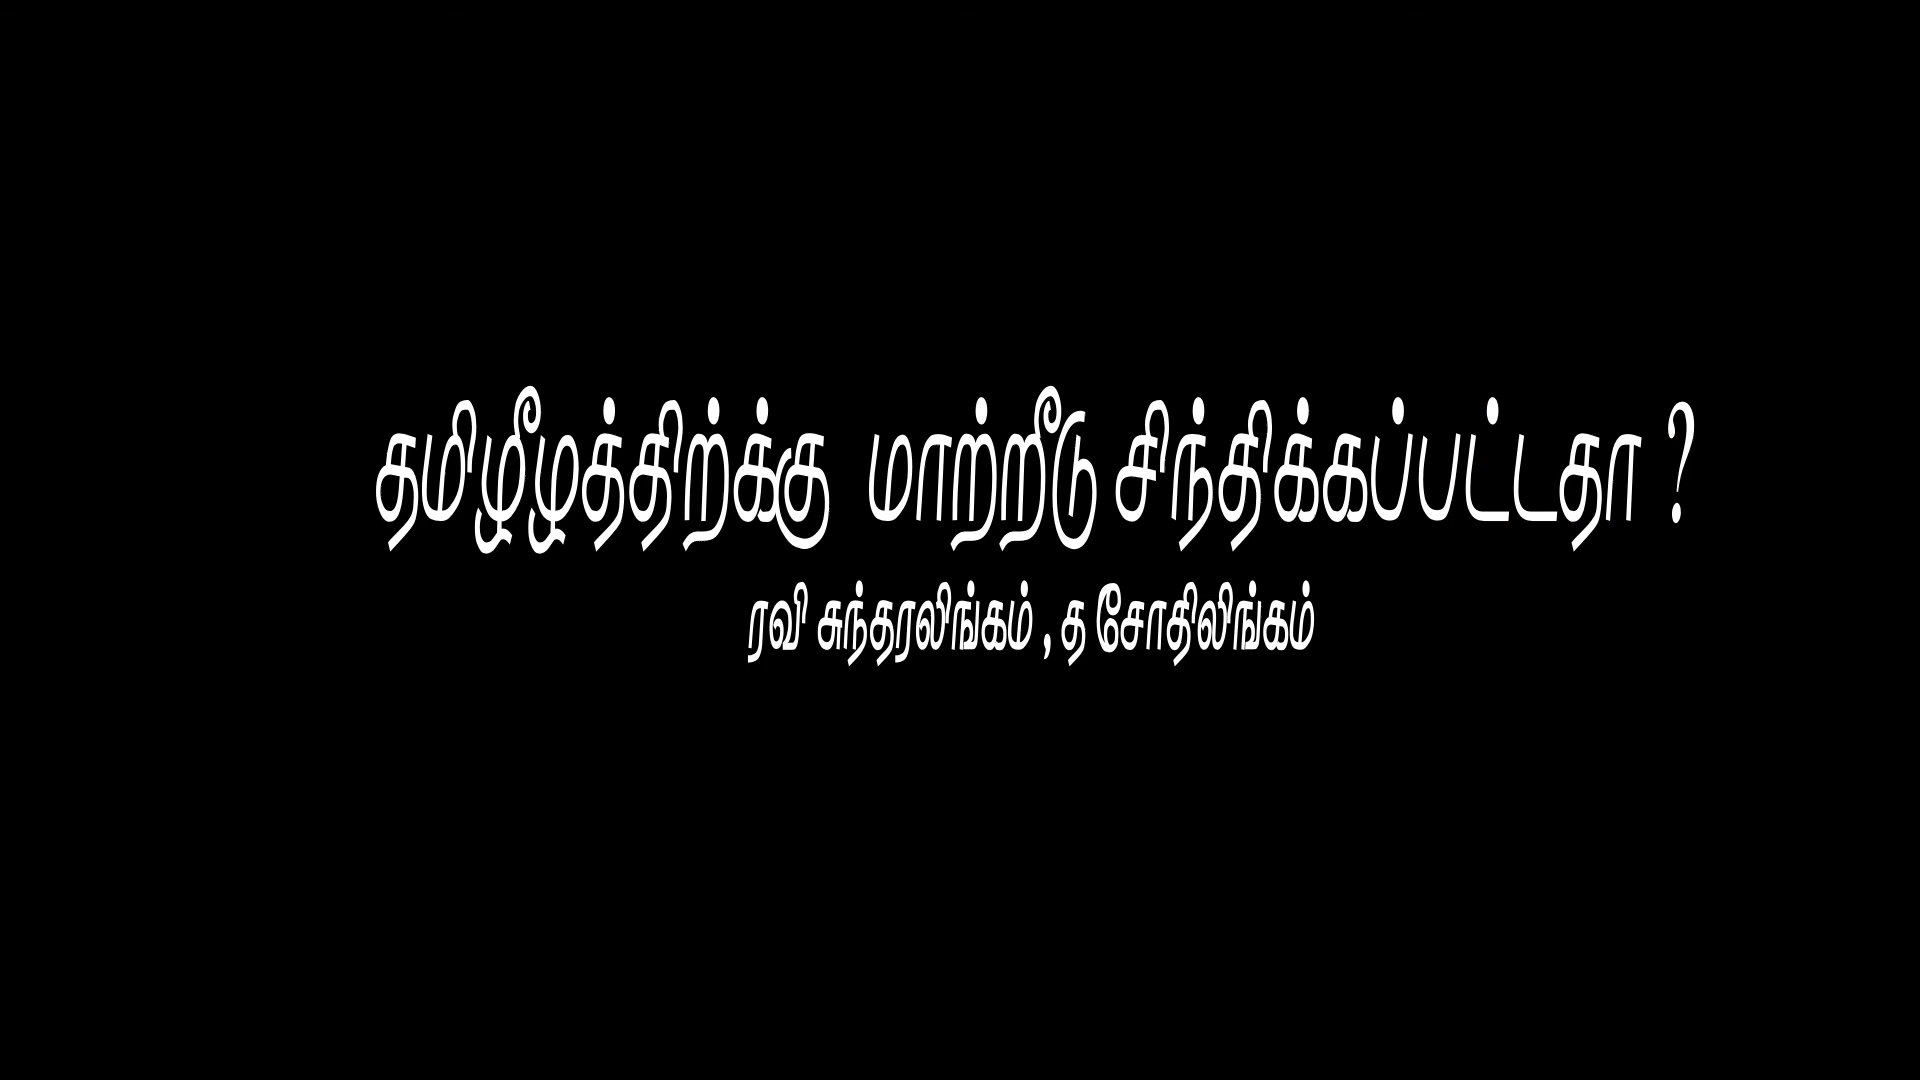 தமிழீழத்திற்க்கு மாற்றீடு சிந்திக்கப்பட்டதா ?
ரவி சுந்தரலிங்கம் , த சோதிலிங்கம்